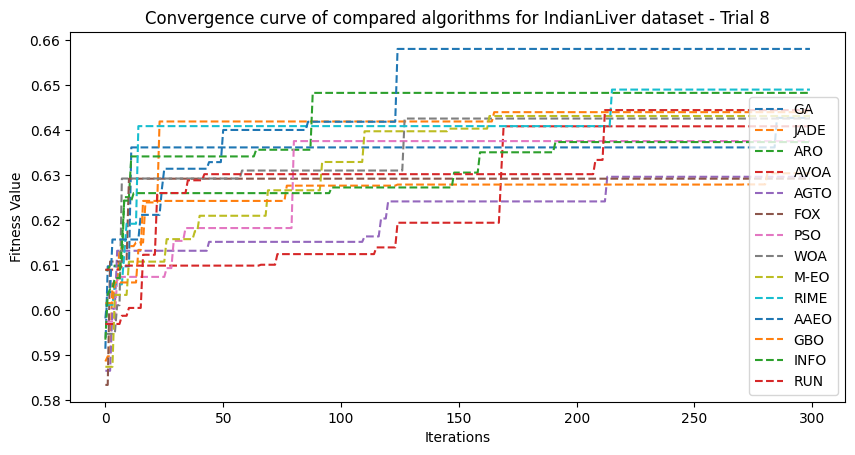 Convergence curve of compared algorithms for IndianLiver dataset - Trial 8
0.66
0.65
0.64
0.63
0.62
0.61
0.60
0.59
0.58
Fitness Value
GA
JADE
ARO
AVOA
AGTO
FOX
PSO
WOA
M-EO
RIME
AAEO
GBO
INFO
RUN
0
50
100
150
200
250
300
Iterations